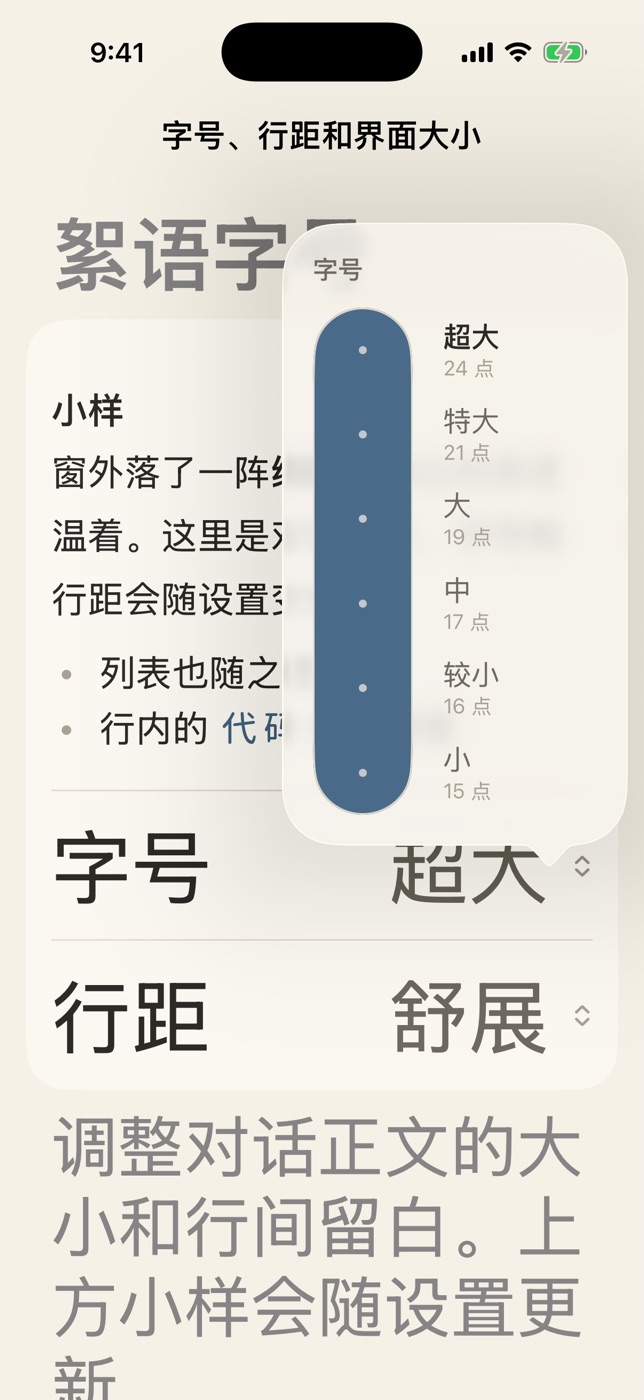 9:41
字号、行距和界面大小
絮语字号
字号
超大
24 点
特大
21 点
大
19 点
中
17 点
较小
16 点
小
15 点
小样
窗外落了一阵
温着。这里是
行距会随设置变
列表也随之
行内的 代码
字号
超大
行距
舒展
调整对话正文的大
小和行间留白。上
方小样会随设置更
新